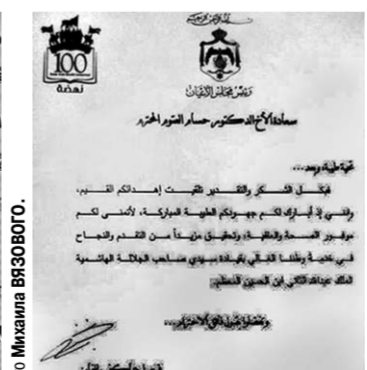 100
نهضة
رئيس مجلس الأعيان
سعادة الأخ الدكتور حسام العتوم المحترم
تحية طيبة وبعد،،،
فبكل الشكر والتقدير تلقيت إهدائكم القيم،
وإنني إذ أبارك لكم جهودكم الطيبة المباركة، لأتمنى لكم
موفور الصحة والعافية، وتحقيق مزيداً من التقدم والنجاح
في خدمة وطننا الغالي بقيادة سيدي صاحب الجلالة الهاشمية
الملك عبدالله الثاني ابن الحسين المعظم.
وتفضلوا بقبول فائق الاحترام،،،
Михаила ВЯЗОВОГО.